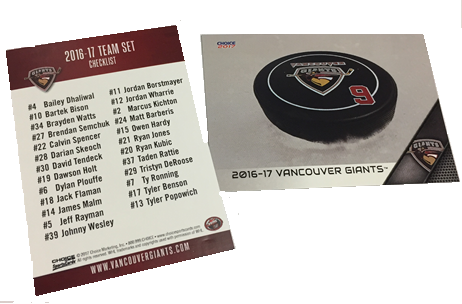 2016-17 TEAM SET
CHECKLIST
#4 Bailey Dhaliwal
#10 Bartek Bison
#34 Brayden Watts
#27 Brendan Semchuk
#22 Calvin Spencer
#28 Darian Skeoch
#30 David Tendeck
#19 Dawson Holt
#6 Dylan Plouffe
#18 Jack Flaman
#14 James Malm
#5 Jeff Rayman
#39 Johnny Wesley
#11 Jordan Borstmayer
#12 Jordan Wharrie
#2 Marcus Kichton
#24 Matt Barberis
#15 Owen Hardy
#21 Ryan Jones
#20 Ryan Kubic
#37 Taden Rattie
#29 Tristyn DeRoose
#7 Ty Ronning
#17 Tyler Benson
#13 Tyler Popowich
CHOICE
WWW.VANCOUVERGIANTS.COM
CHOICE
2017
VANCOUVER
GIANTS
9
2016-17 VANCOUVER GIANTS™